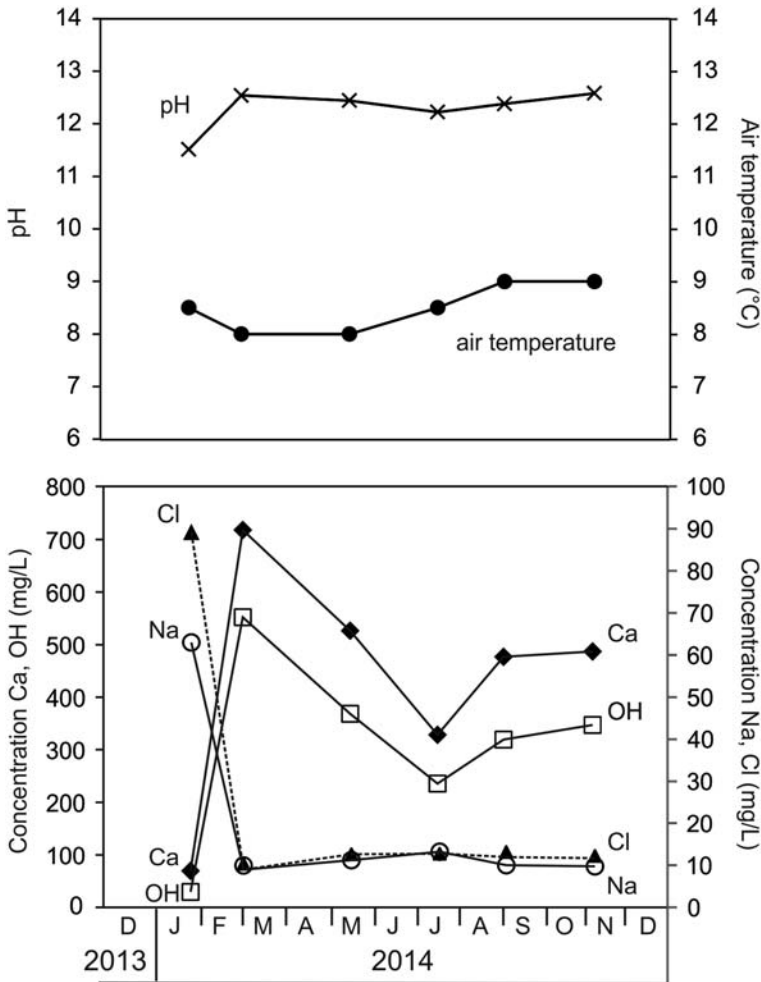 14
13
12
11
10
9
8
7
6
pH
pH
air temperature
14
13
12
11
10
9
8
7
6
Air temperature (°C)
800
700
600
500
400
300
200
100
0
Concentration Ca, OH (mg/L)
Cl
Na
Ca
OH
Ca
OH
Cl
Na
100
90
80
70
60
50
40
30
20
10
0
Concentration Na, Cl (mg/L)
D J F M A M J J A S O N D
2013 2014